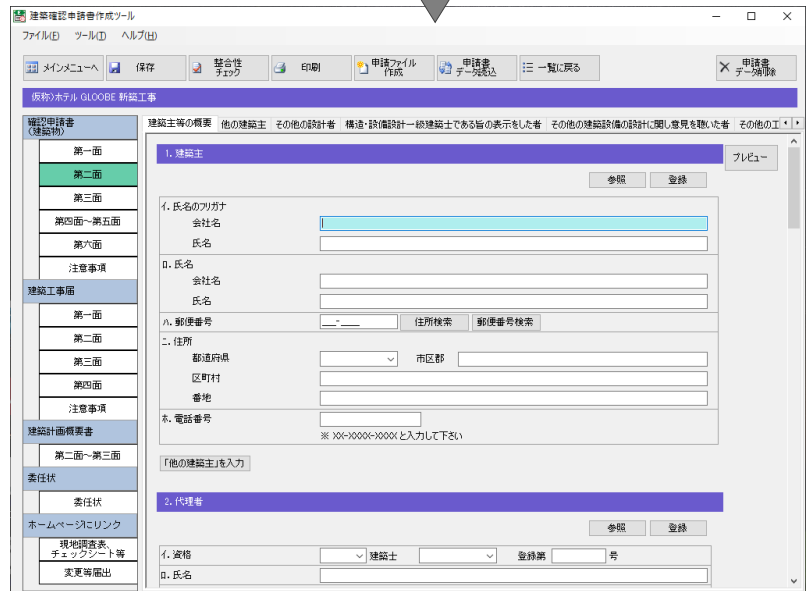 建築確認申請書作成ツール
ファイル(F) ツール(T) ヘルプ(H)
メインメニューへ 保存 整合性チェック 印刷 申請ファイル作成 申請書データ読込 一覧に戻る 申請書データ削除
仮称)ホテル GLOOBE 新築工事
確認申請書
(建築物)
第一面
第二面
第三面
第四面～第五面
第六面
注意事項
建築工事届
第一面
第二面
第三面
第四面
注意事項
建築計画概要書
第二面～第三面
委任状
委任状
ホームページにリンク
現地調査表、
チェックシート等
変更等届出
建築主等の概要 他の建築主 その他の設計者 構造・設備設計一級建築士である旨の表示をした者 その他の建築設備の設計に関し意見を聴いた者 その他の工
1. 建築主
プレビュー
参照 登録
イ. 氏名のフリガナ
会社名
氏名
ロ. 氏名
会社名
氏名
ハ. 郵便番号 ___-____ 住所検索 郵便番号検索
ニ. 住所
都道府県 市区郡
区町村
番地
ホ. 電話番号
※ XX-XXXX-XXXX と入力して下さい
「他の建築主」を入力
2. 代理者
参照 登録
イ. 資格 建築士 登録第 号
ロ. 氏名